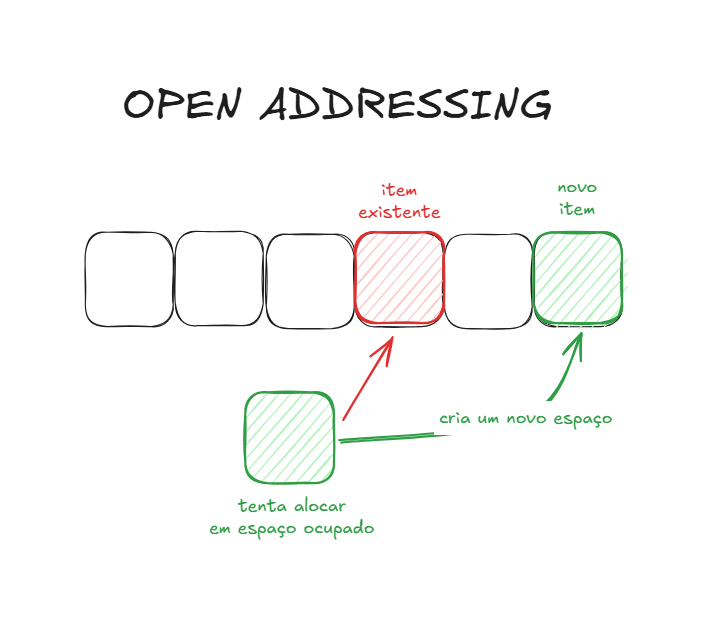 OPEN ADDRESSING
item
existente
novo
item
cria um novo espaço
tenta alocar
em espaço ocupado